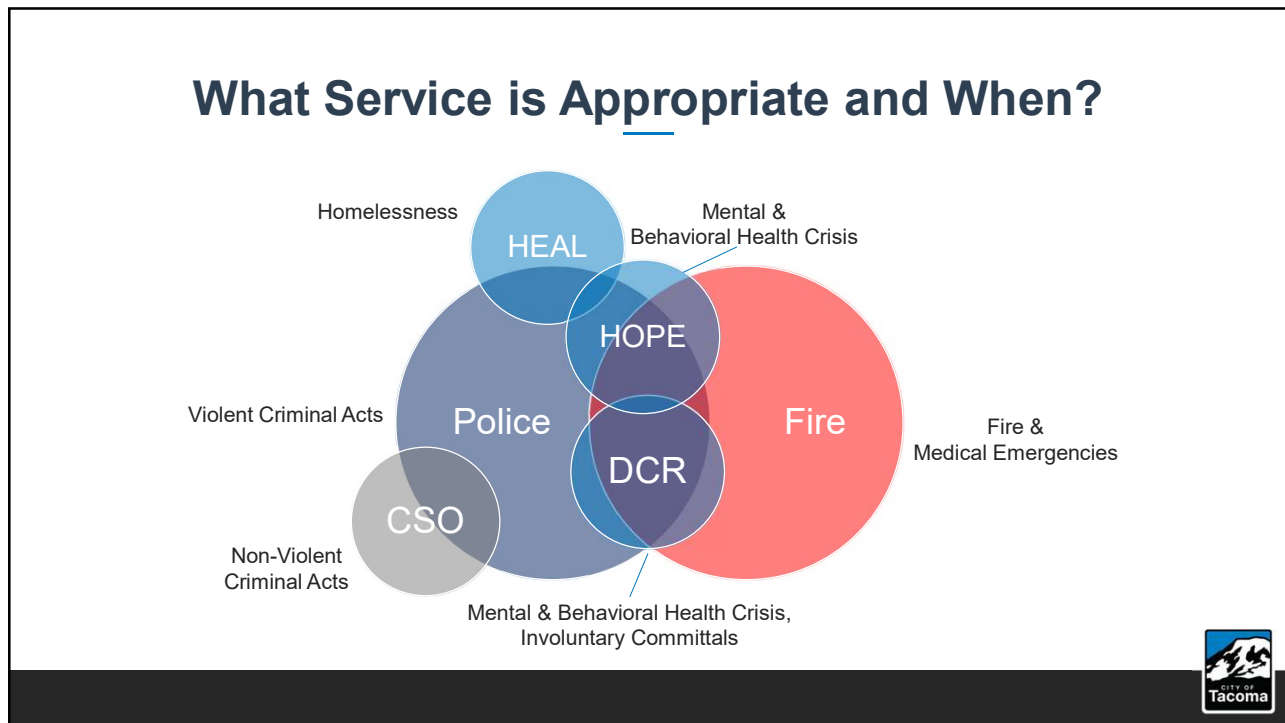 What Service is Appropriate and When?
Homelessness
HEAL
Mental &
Behavioral Health Crisis
HOPE
Violent Criminal Acts
Police
Fire
Fire &
Medical Emergencies
DCR
CSO
Non-Violent
Criminal Acts
Mental & Behavioral Health Crisis,
Involuntary Committals
CITY OF
Tacoma